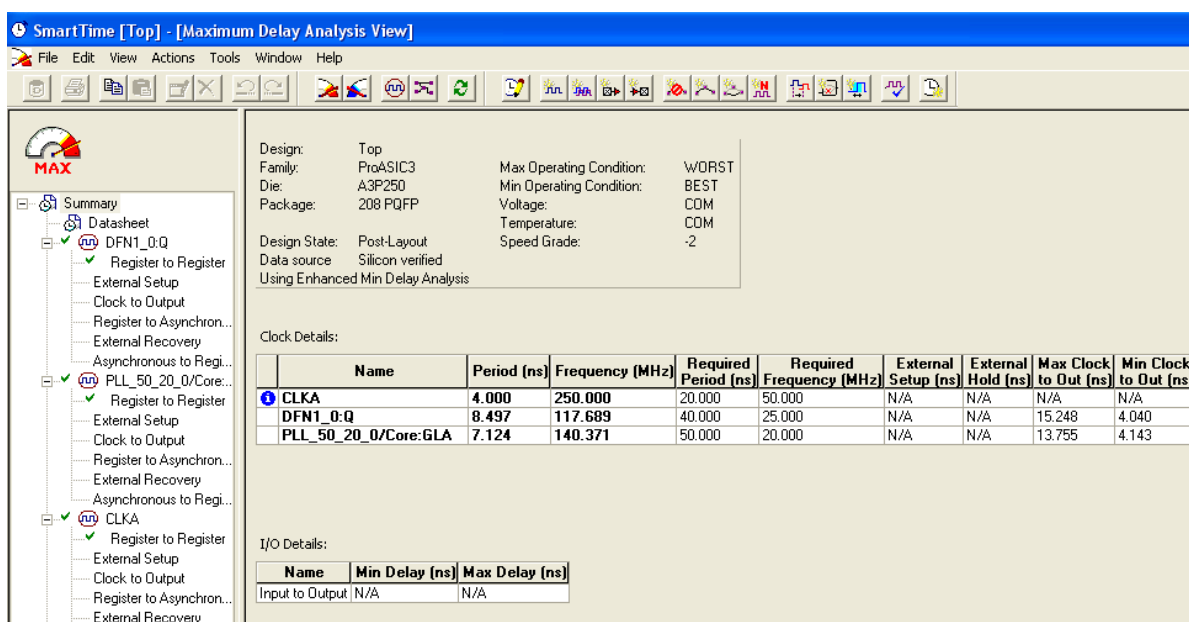 SmartTime [Top] - [Maximum Delay Analysis View]
File Edit View Actions Tools Window Help
MAX
Summary
Datasheet
DFN1_0:Q
Register to Register
External Setup
Clock to Output
Register to Asynchron...
External Recovery
Asynchronous to Regi...
PLL_50_20_0/Core:..
Register to Register
External Setup
Clock to Output
Register to Asynchron...
External Recovery
Asynchronous to Regi...
CLKA
Register to Register
External Setup
Clock to Output
Register to Asynchron...
External Recovery
Design: Top
Family: ProASIC3 Max Operating Condition: WORST
Die: A3P250 Min Operating Condition: BEST
Package: 208 PQFP Voltage: COM
Temperature: COM
Design State: Post-Layout Speed Grade: -2
Data source Silicon verified
Using Enhanced Min Delay Analysis
Clock Details:
Name Period (ns) Frequency (MHz) Required Period (ns) Required Frequency (MHz) External Setup (ns) External Hold (ns) Max Clock to Out (ns) Min Clock to Out (ns
CLKA 4.000 250.000 20.000 50.000 N/A N/A N/A N/A
DFN1_0:Q 8.497 117.689 40.000 25.000 N/A N/A 15.248 4.040
PLL_50_20_0/Core:GLA 7.124 140.371 50.000 20.000 N/A N/A 13.755 4.143
I/O Details:
Name Min Delay (ns) Max Delay (ns)
Input to Output N/A N/A